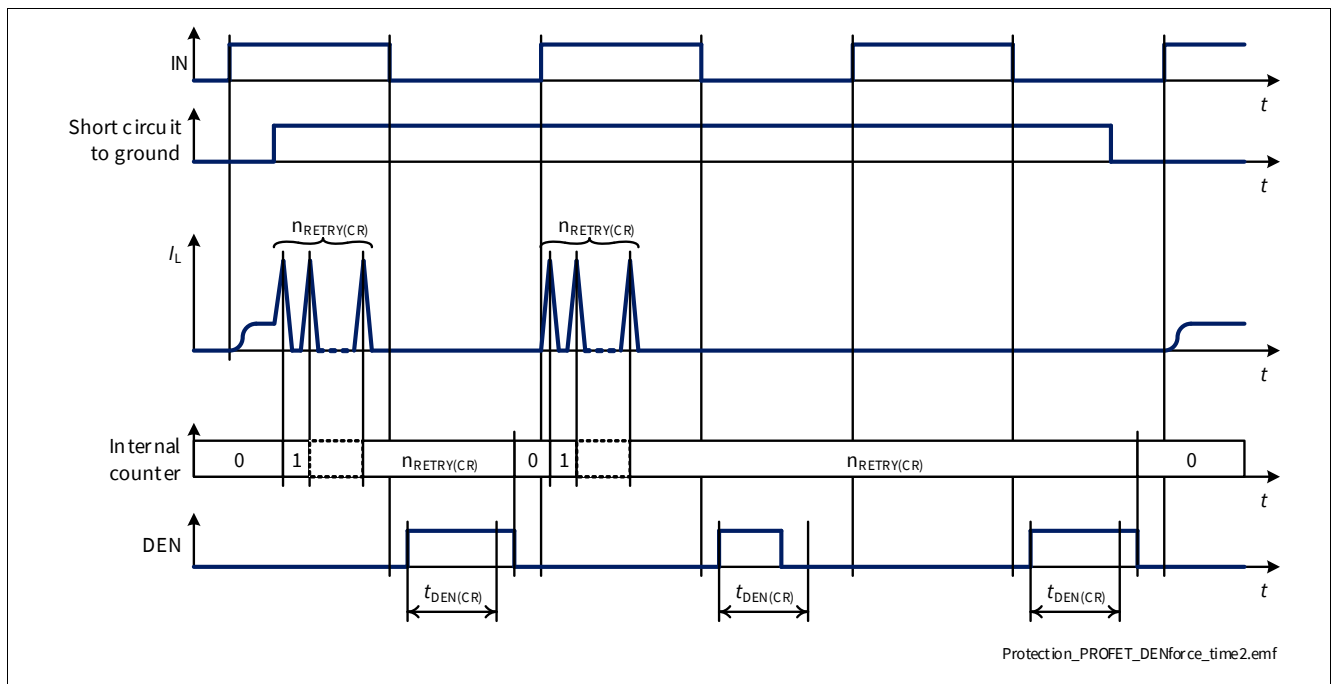 IN
t
Short circuit
to ground
t
nRETRY(CR)
nRETRY(CR)
IL
t
Internal
counter
0
1
nRETRY(CR)
0
1
nRETRY(CR)
0
t
DEN
t
tDEN(CR)
tDEN(CR)
tDEN(CR)
Protection_PROFET_DENforce_time2.emf